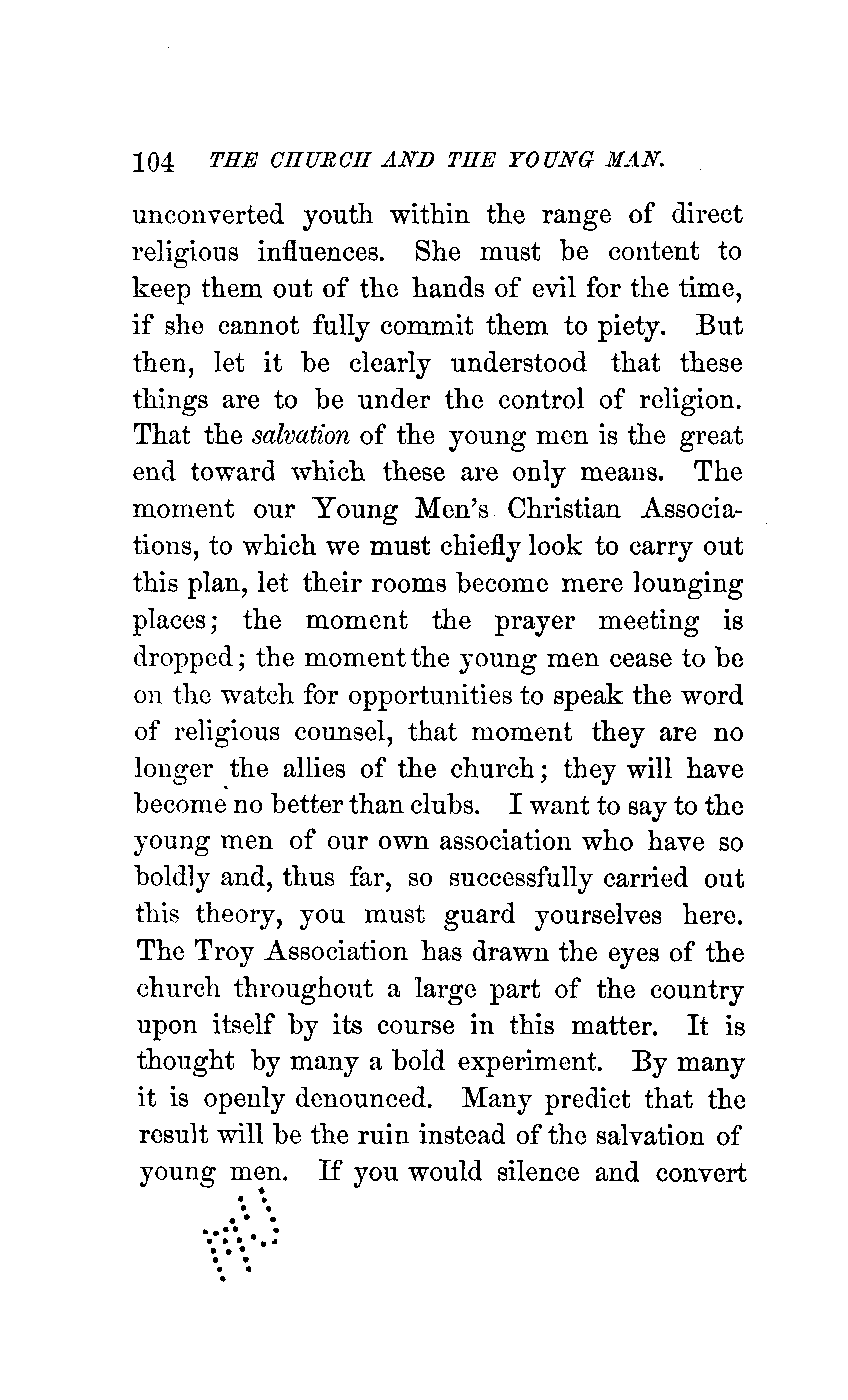 104 THE CHURCH AND THE YOUNG MAN.
unconverted youth within the range of direct
religious influences. She must be content to
keep them out of the hands of evil for the time,
if she cannot fully commit them to piety. But
then, let it be clearly understood that these
things are to be under the control of religion.
That the salvation of the young men is the great
end toward which these are only means. The
moment our Young Men's Christian Associa-
tions, to which we must chiefly look to carry out
this plan, let their rooms become mere lounging
places; the moment the prayer meeting is
dropped; the moment the young men cease to be
on the watch for opportunities to speak the word
of religious counsel, that moment they are no
longer the allies of the church; they will have
become no better than clubs. I want to say to the
young men of our own association who have so
boldly and, thus far, so successfully carried out
this theory, you must guard yourselves here.
The Troy Association has drawn the eyes of the
church throughout a large part of the country
upon itself by its course in this matter. It is
thought by many a bold experiment. By many
it is openly denounced. Many predict that the
result will be the ruin instead of the salvation of
young men. If you would silence and convert